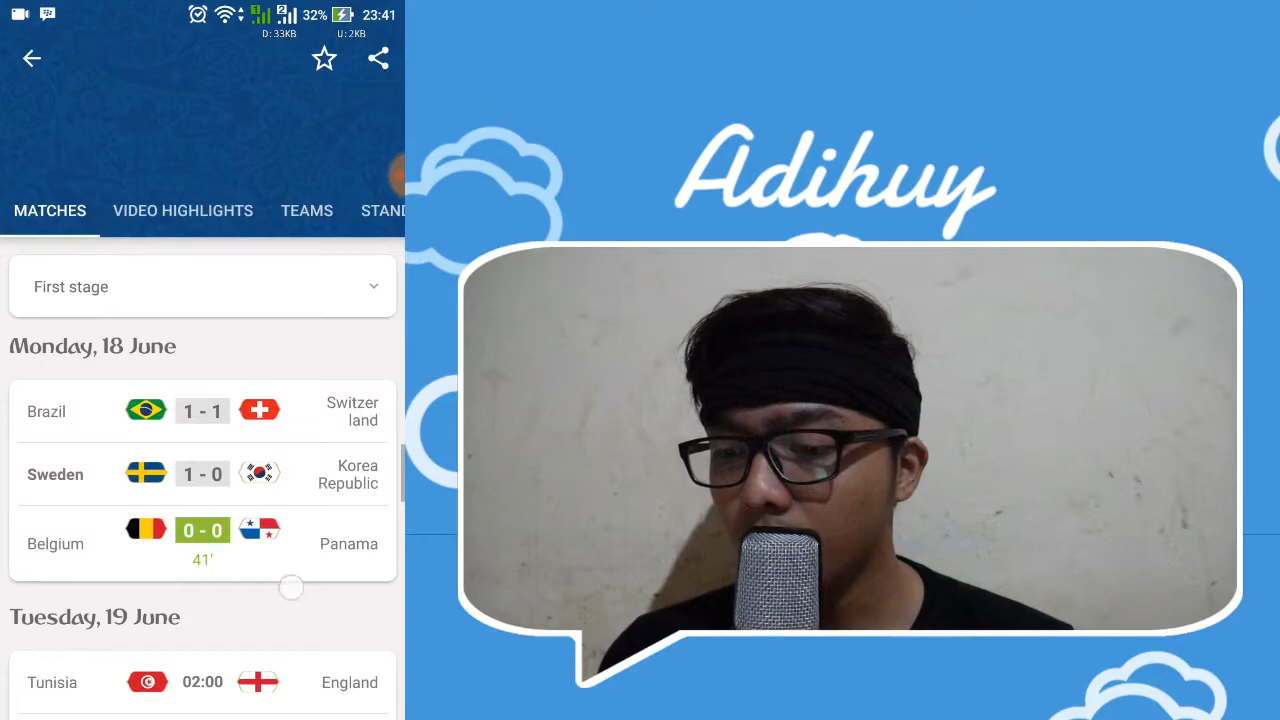 32% 23:41
D:33KB U:2KB
MATCHES VIDEO HIGHLIGHTS TEAMS STAND
First stage
Monday, 18 June
Brazil 1 - 1 Switzer
land
Sweden 1 - 0 Korea
Republic
Belgium 0 - 0 Panama
41'
Tuesday, 19 June
Tunisia 02:00 England
Adihuy